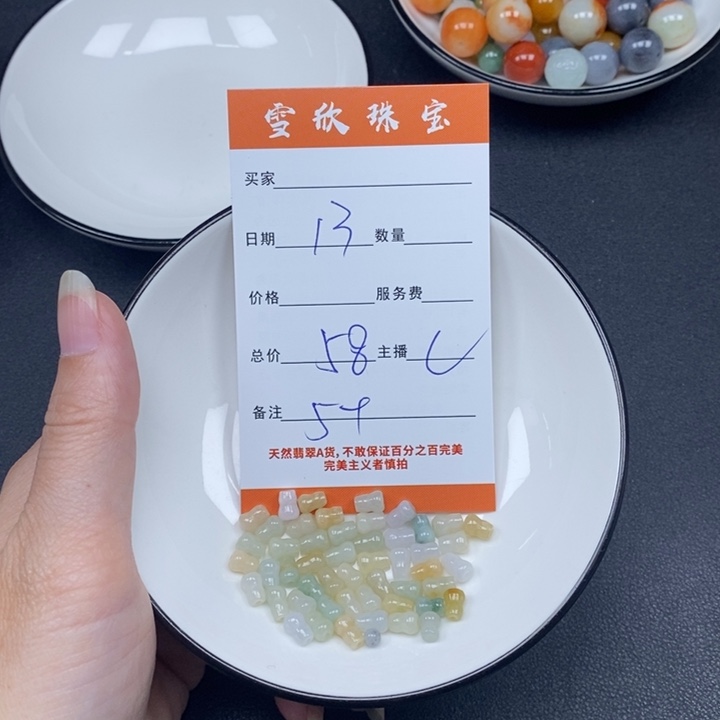 雪欣珠宝
买家
日期 13 数量
价格 服务费
总价 58 主播
备注 54
天然翡翠A货,不敢保证百分之百完美
完美主义者慎拍